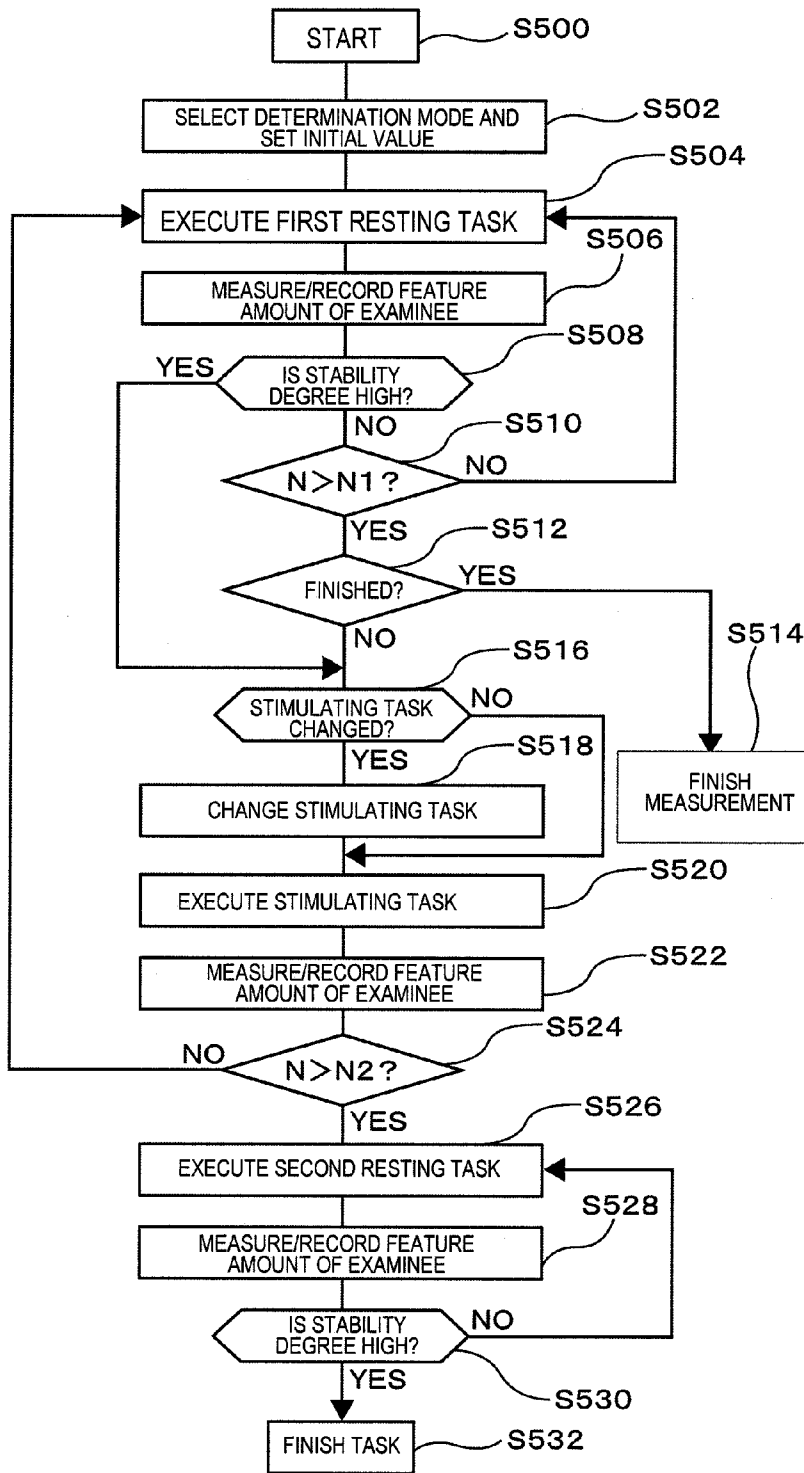 START
S500
SELECT DETERMINATION MODE AND
SET INITIAL VALUE
S502
S504
EXECUTE FIRST RESTING TASK
S506
MEASURE/RECORD FEATURE
AMOUNT OF EXAMINEE
S508
YES
IS STABILITY
DEGREE HIGH?
NO
S510
N>N1?
NO
YES
S512
FINISHED?
YES
NO
S514
S516
STIMULATING TASK
CHANGED?
NO
YES
S518
FINISH
MEASUREMENT
CHANGE STIMULATING TASK
S520
EXECUTE STIMULATING TASK
S522
MEASURE/RECORD FEATURE
AMOUNT OF EXAMINEE
S524
NO
N>N2?
YES
S526
EXECUTE SECOND RESTING TASK
S528
MEASURE/RECORD FEATURE
AMOUNT OF EXAMINEE
IS STABILITY
DEGREE HIGH?
NO
YES
S530
FINISH TASK
S532